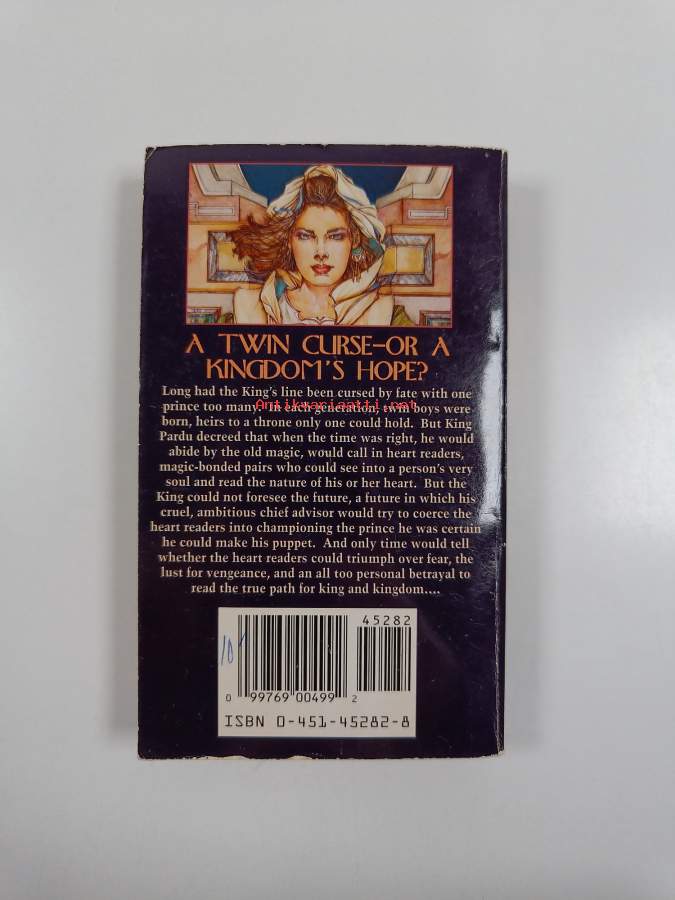 A TWIN CURSE–OR A
KINGDOM'S HOPE?
Long had the King's line been cursed by fate with one
prince too many. In each generation, twin boys were
Antikvariaatti.net
born, heirs to a throne only one could hold. But King
Pardu decreed that when the time was right, he would
abide by the old magic, would call in heart readers,
magic-bonded pairs who could see into a person's very
soul and read the nature of his or her heart. But the
King could not foresee the future, a future in which his
cruel, ambitious chief advisor would try to coerce the
heart readers into championing the prince he was certain
he could make his puppet. And only time would tell
whether the heart readers could triumph over fear, the
lust for vengeance, and an all too personal betrayal to
read the true path for king and kingdom....
45282
10
0 99769 00499 2
ISBN 0-451-45282-8